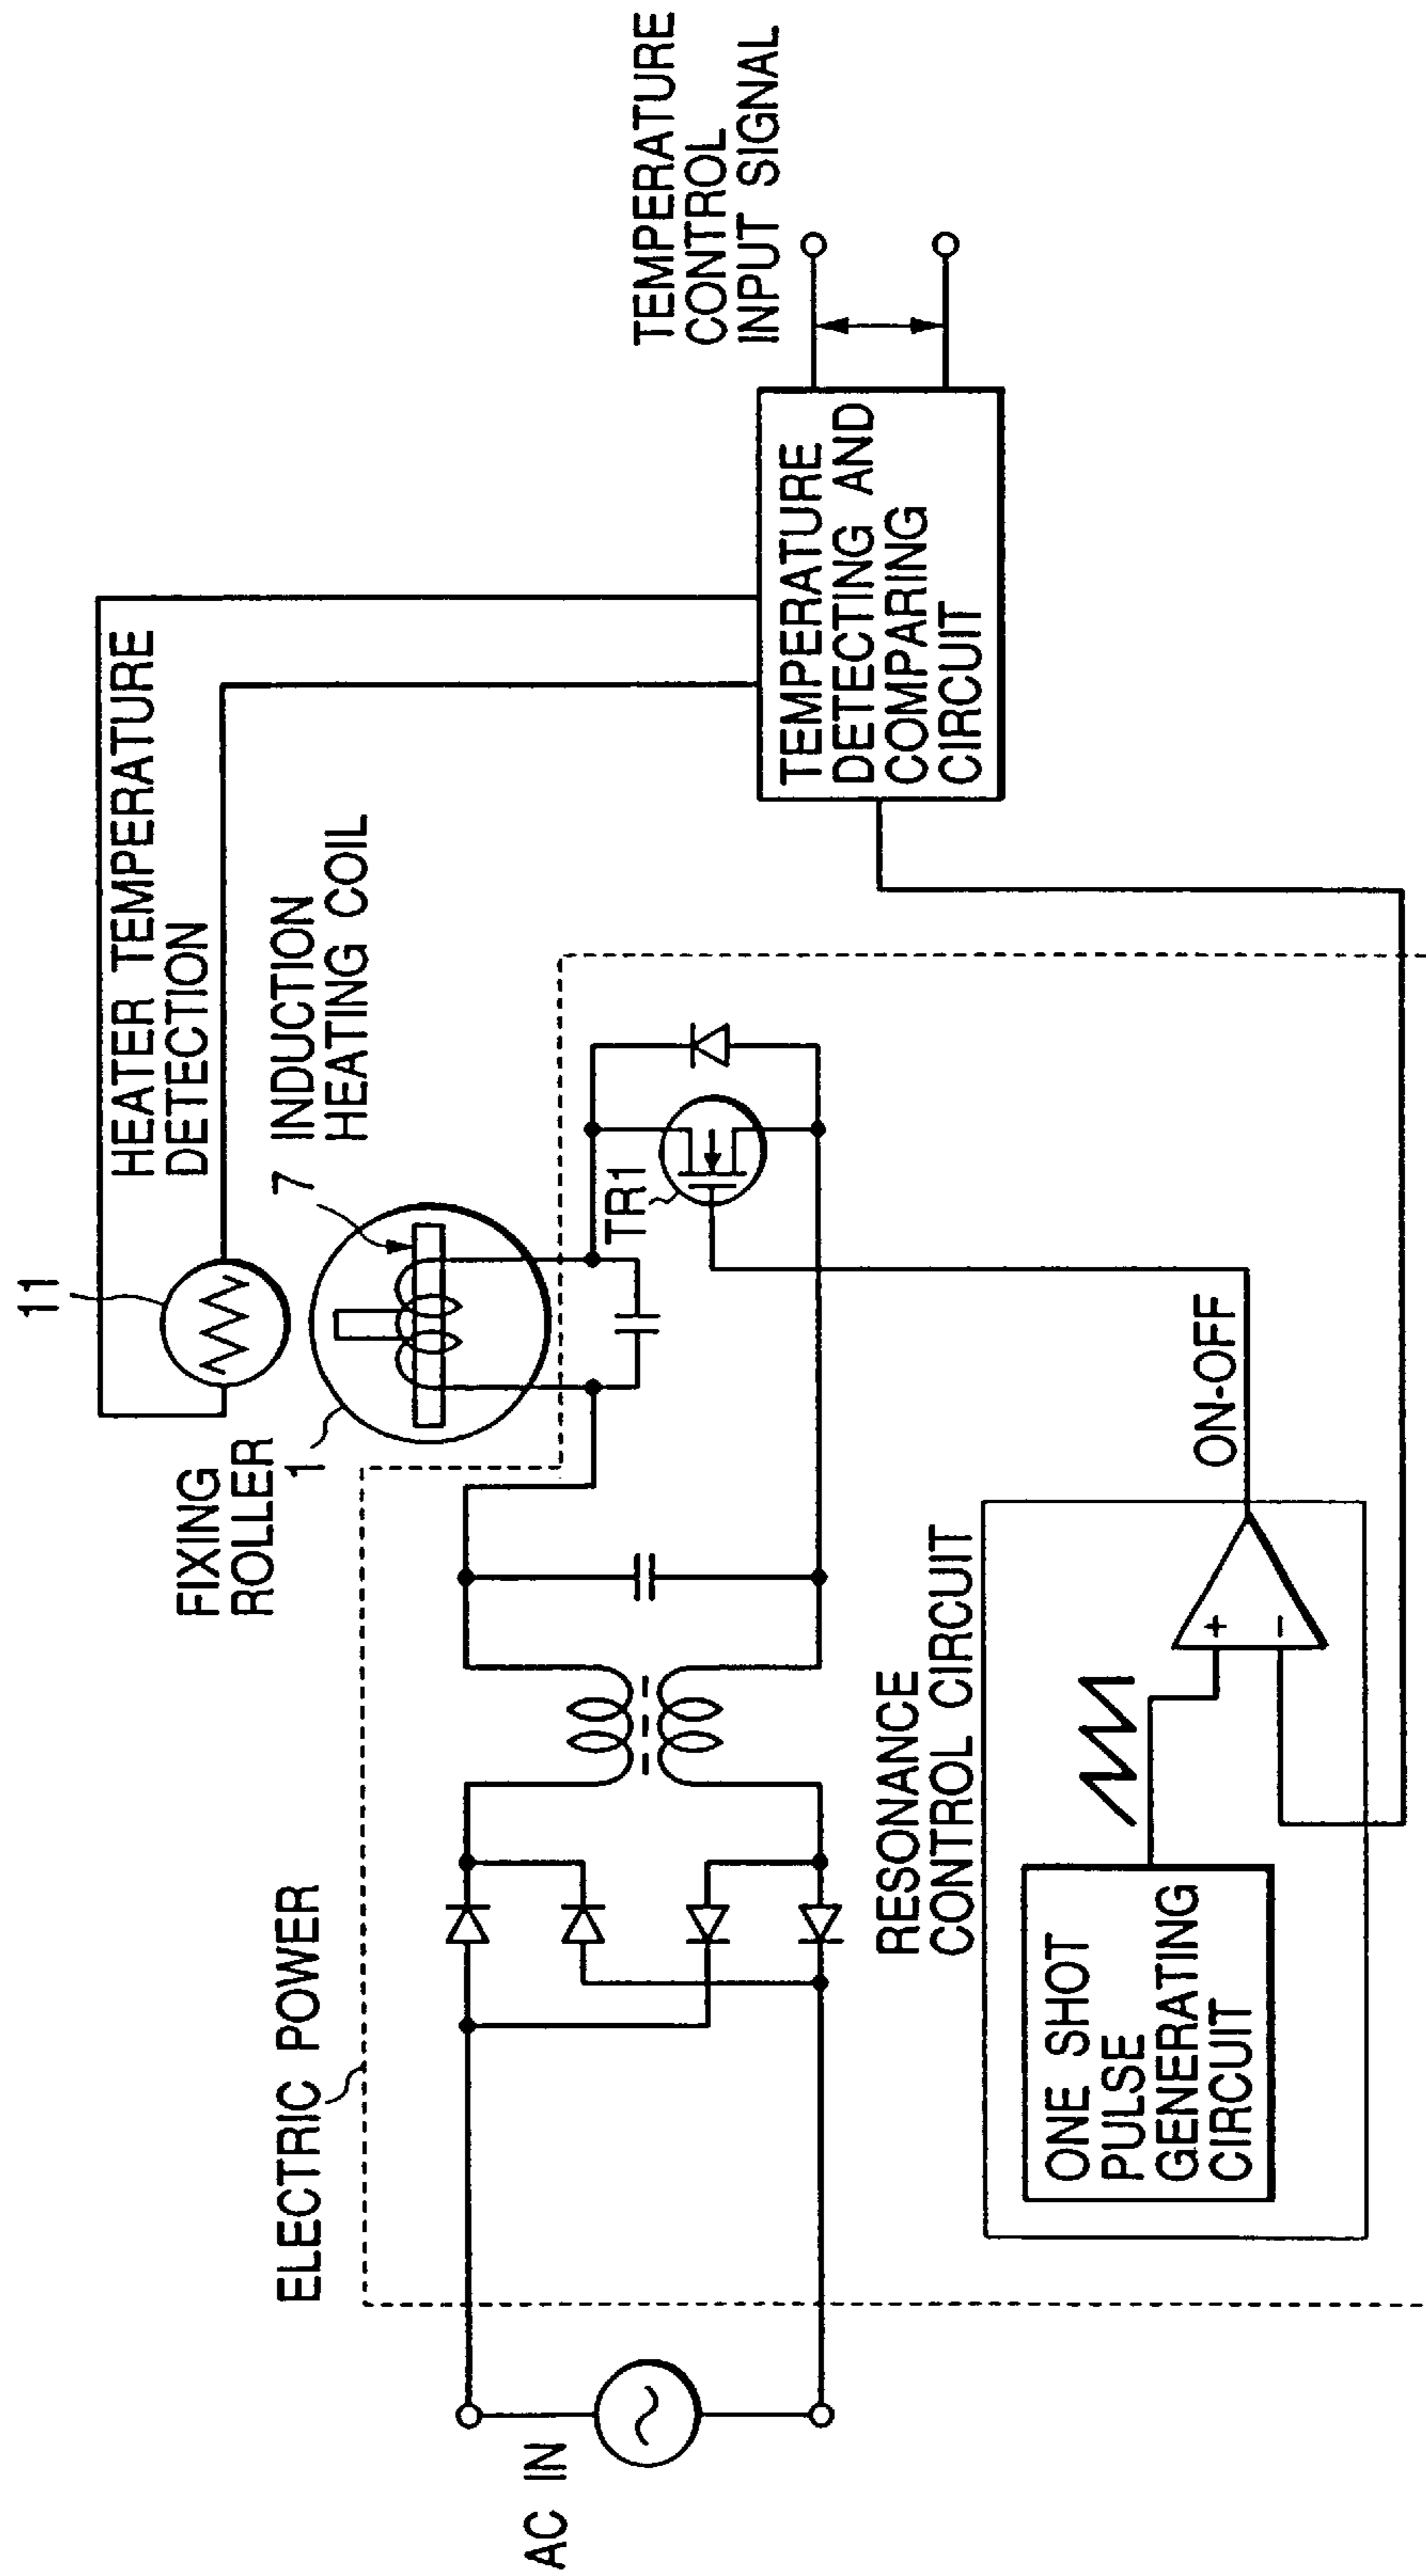 11
HEATER TEMPERATURE
DETECTION
FIXING
ROLLER
1
7
INDUCTION
HEATING COIL
ELECTRIC POWER
TEMPERATURE
CONTROL
INPUT SIGNAL
AC IN
TR1
TEMPERATURE
DETECTING AND
COMPARING
CIRCUIT
RESONANCE
CONTROL CIRCUIT
ONE SHOT
PULSE
GENERATING
CIRCUIT
+
−
ON-OFF